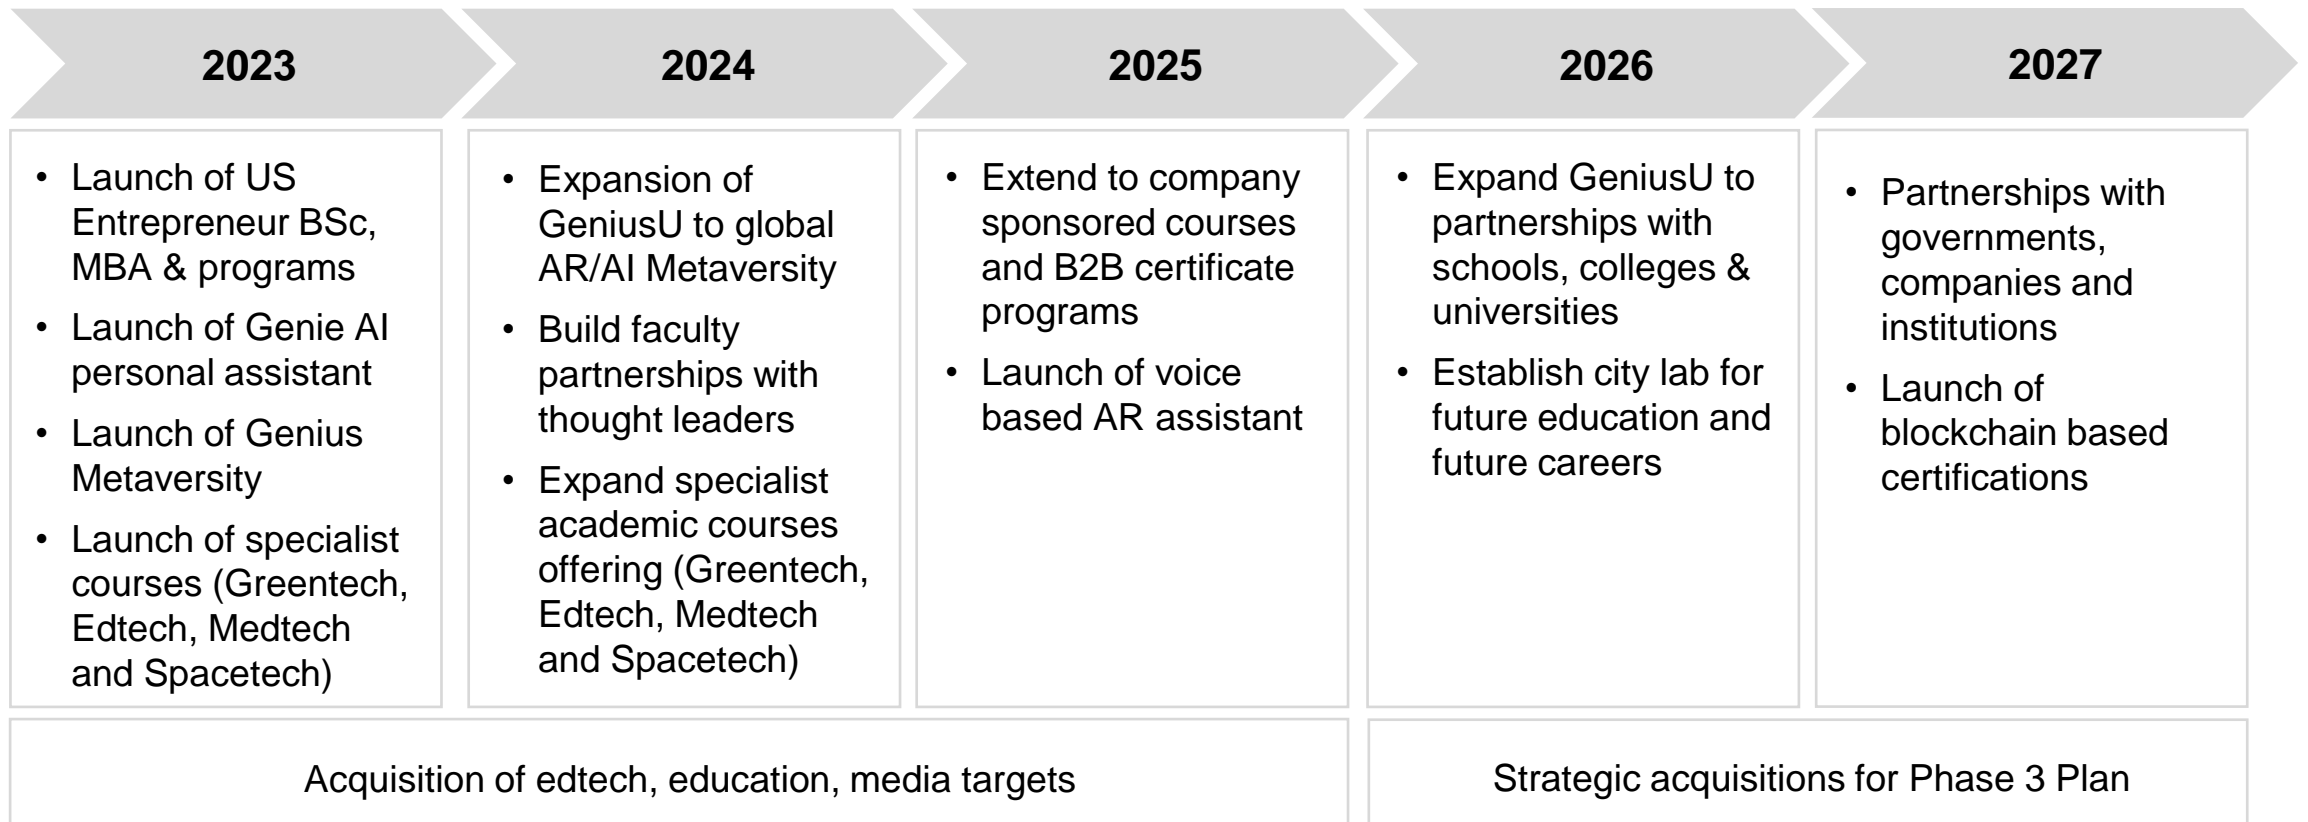 2023
2024
2025
2026
2027
• Launch of US
Entrepreneur BSc,
MBA & programs
• Launch of Genie AI
personal assistant
• Launch of Genius
Metaversity
• Launch of specialist
courses (Greentech,
Edtech, Medtech
and Spacetech)
• Expansion of
GeniusU to global
AR/AI Metaversity
• Build faculty
partnerships with
thought leaders
• Expand specialist
academic courses
offering (Greentech,
Edtech, Medtech
and Spacetech)
• Extend to company
sponsored courses
and B2B certificate
programs
• Launch of voice
based AR assistant
• Expand GeniusU to
partnerships with
schools, colleges &
universities
• Establish city lab for
future education and
future careers
• Partnerships with
governments,
companies and
institutions
• Launch of
blockchain based
certifications
Acquisition of edtech, education, media targets
Strategic acquisitions for Phase 3 Plan